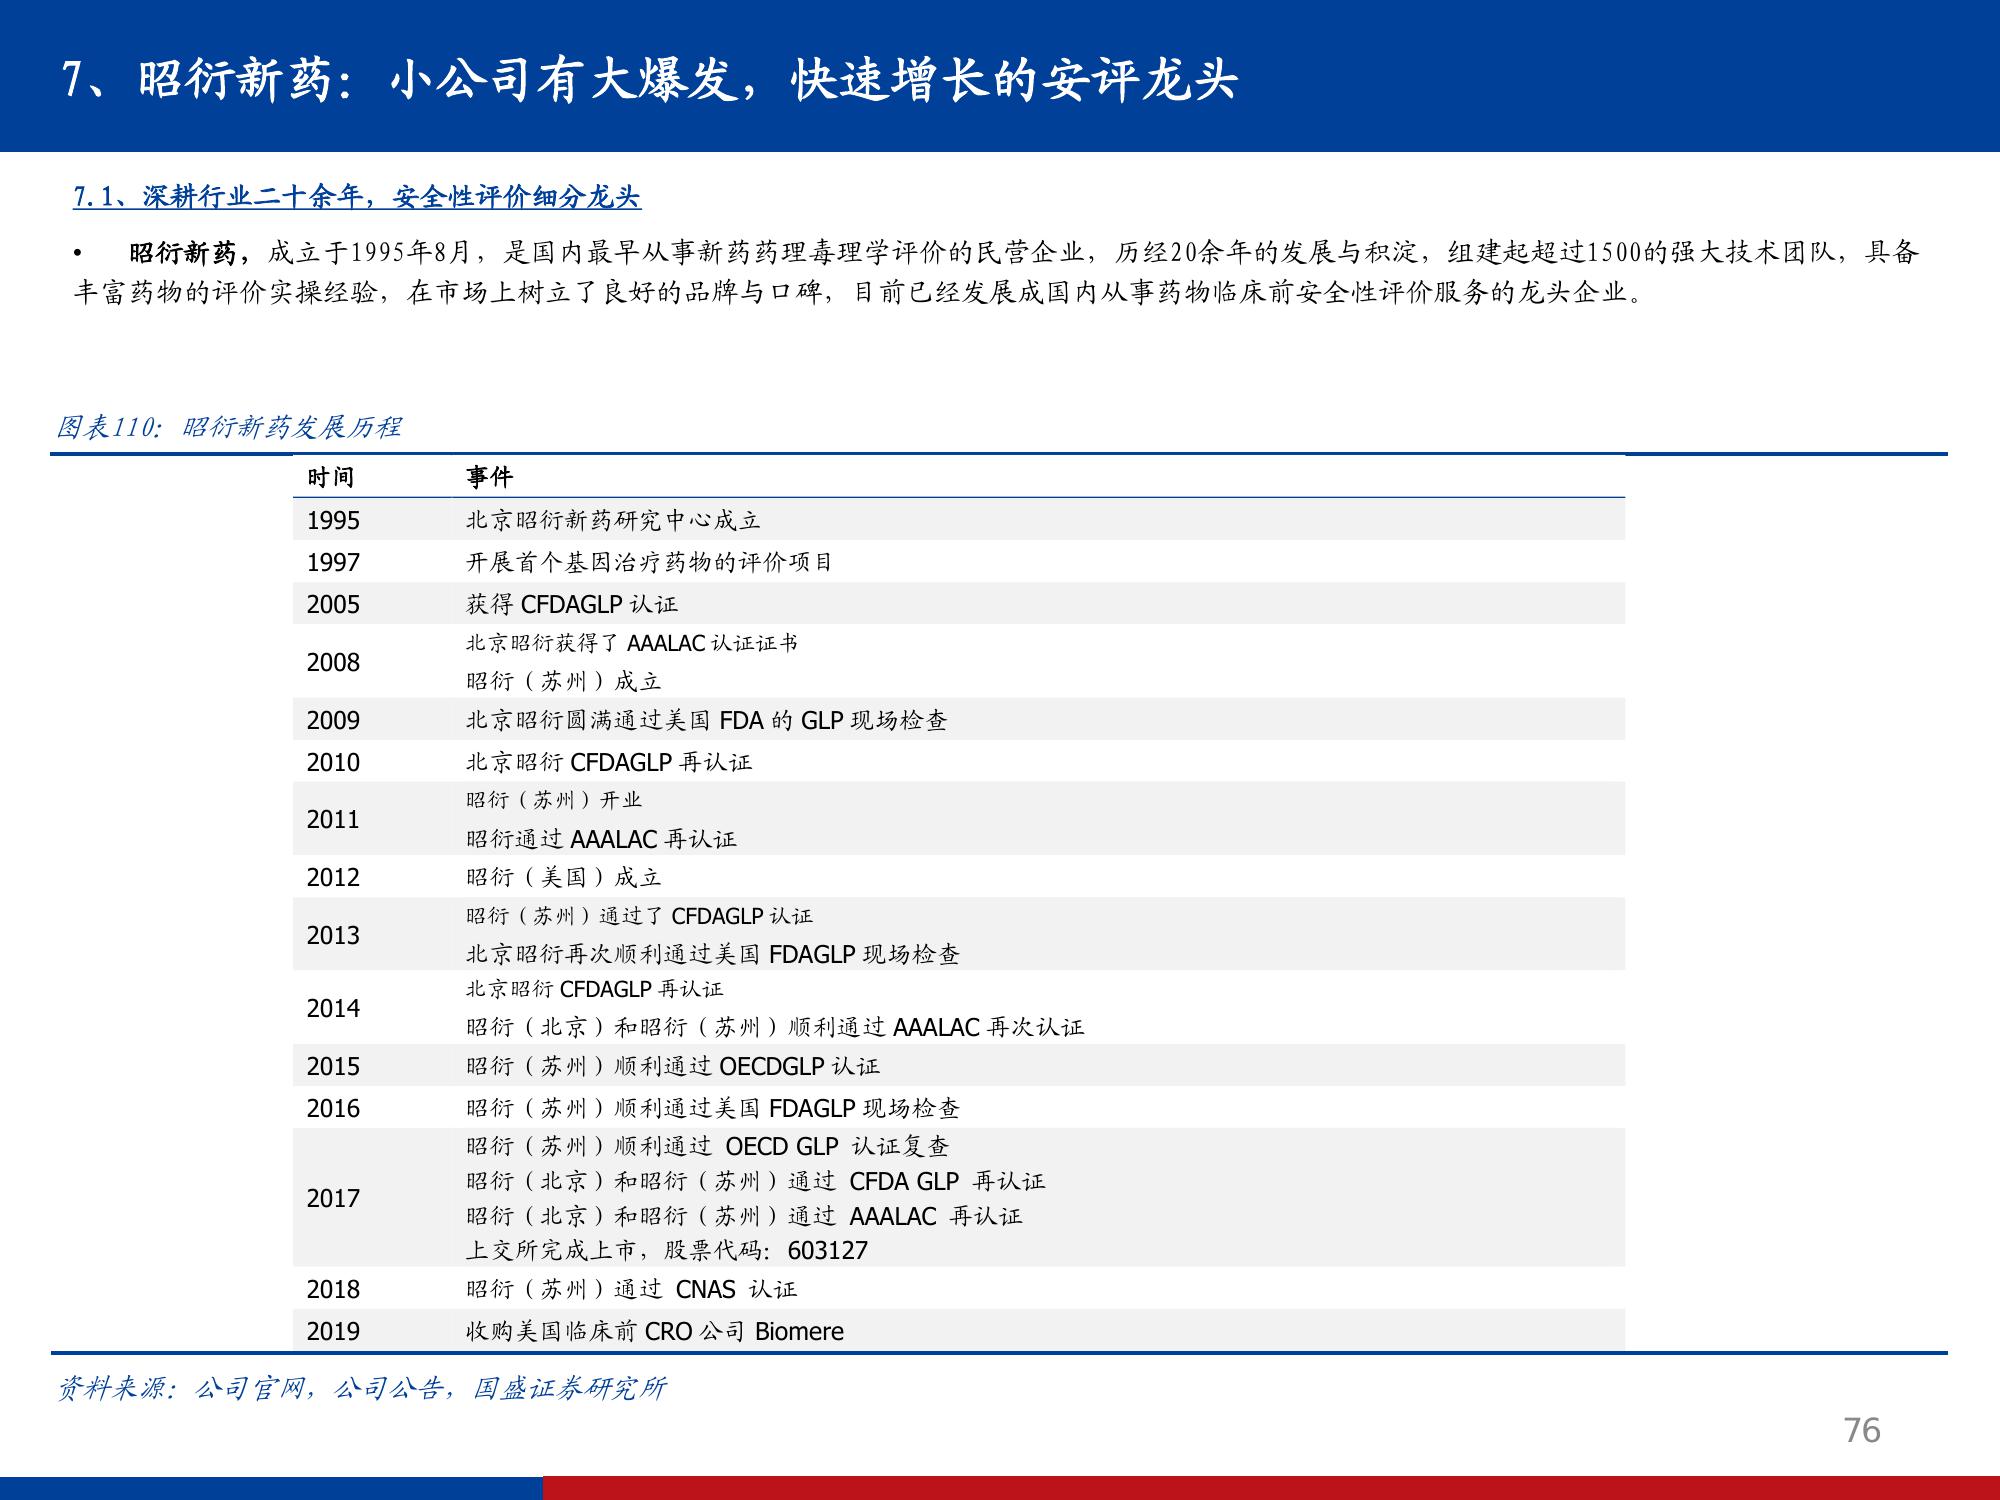 7、昭衍新药：小公司有大爆发，快速增长的安评龙头
7.1、深耕行业二十余年，安全性评价细分龙头
• 昭衍新药，成立于1995年8月，是国内最早从事新药药理毒理学评价的民营企业，历经20余年的发展与积淀，组建起超过1500的强大技术团队，具备
丰富药物的评价实操经验，在市场上树立了良好的品牌与口碑，目前已经发展成国内从事药物临床前安全性评价服务的龙头企业。
图表110：昭衍新药发展历程
时间 事件
1995 北京昭衍新药研究中心成立
1997 开展首个基因治疗药物的评价项目
2005 获得 CFDAGLP 认证
2008 北京昭衍获得了 AAALAC 认证证书
昭衍（苏州）成立
2009 北京昭衍圆满通过美国 FDA 的 GLP 现场检查
2010 北京昭衍 CFDAGLP 再认证
2011 昭衍（苏州）开业
昭衍通过 AAALAC 再认证
2012 昭衍（美国）成立
2013 昭衍（苏州）通过了 CFDAGLP 认证
北京昭衍再次顺利通过美国 FDAGLP 现场检查
2014 北京昭衍 CFDAGLP 再认证
昭衍（北京）和昭衍（苏州）顺利通过 AAALAC 再次认证
2015 昭衍（苏州）顺利通过 OECDGLP 认证
2016 昭衍（苏州）顺利通过美国 FDAGLP 现场检查
2017 昭衍（苏州）顺利通过 OECD GLP 认证复查
昭衍（北京）和昭衍（苏州）通过 CFDA GLP 再认证
昭衍（北京）和昭衍（苏州）通过 AAALAC 再认证
上交所完成上市，股票代码：603127
2018 昭衍（苏州）通过 CNAS 认证
2019 收购美国临床前 CRO 公司 Biomere
资料来源：公司官网，公司公告，国盛证券研究所
76